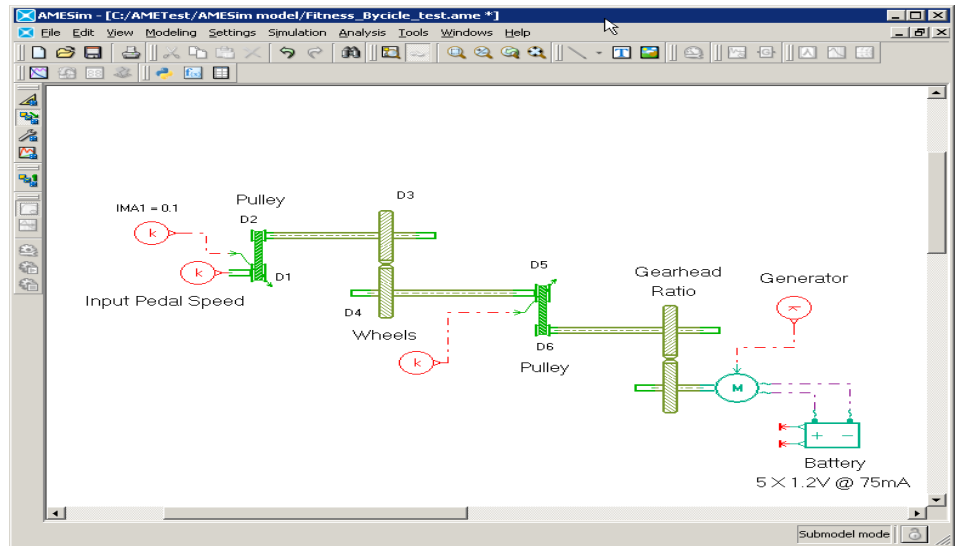 AMESim - [C:/AMETest/AMESim model/Fitness_Bycicle_test.ame *]
File Edit View Modeling Settings Simulation Analysis Tools Windows Help
T
IMA1 = 0.1
Pulley
D2
D3
k
k
D1
Input Pedal Speed
D4
Wheels
k
D5
D6
Pulley
Gearhead
Ratio
Generator
k
M
+ −
Battery
5 X 1.2V @ 75mA
Submodel mode